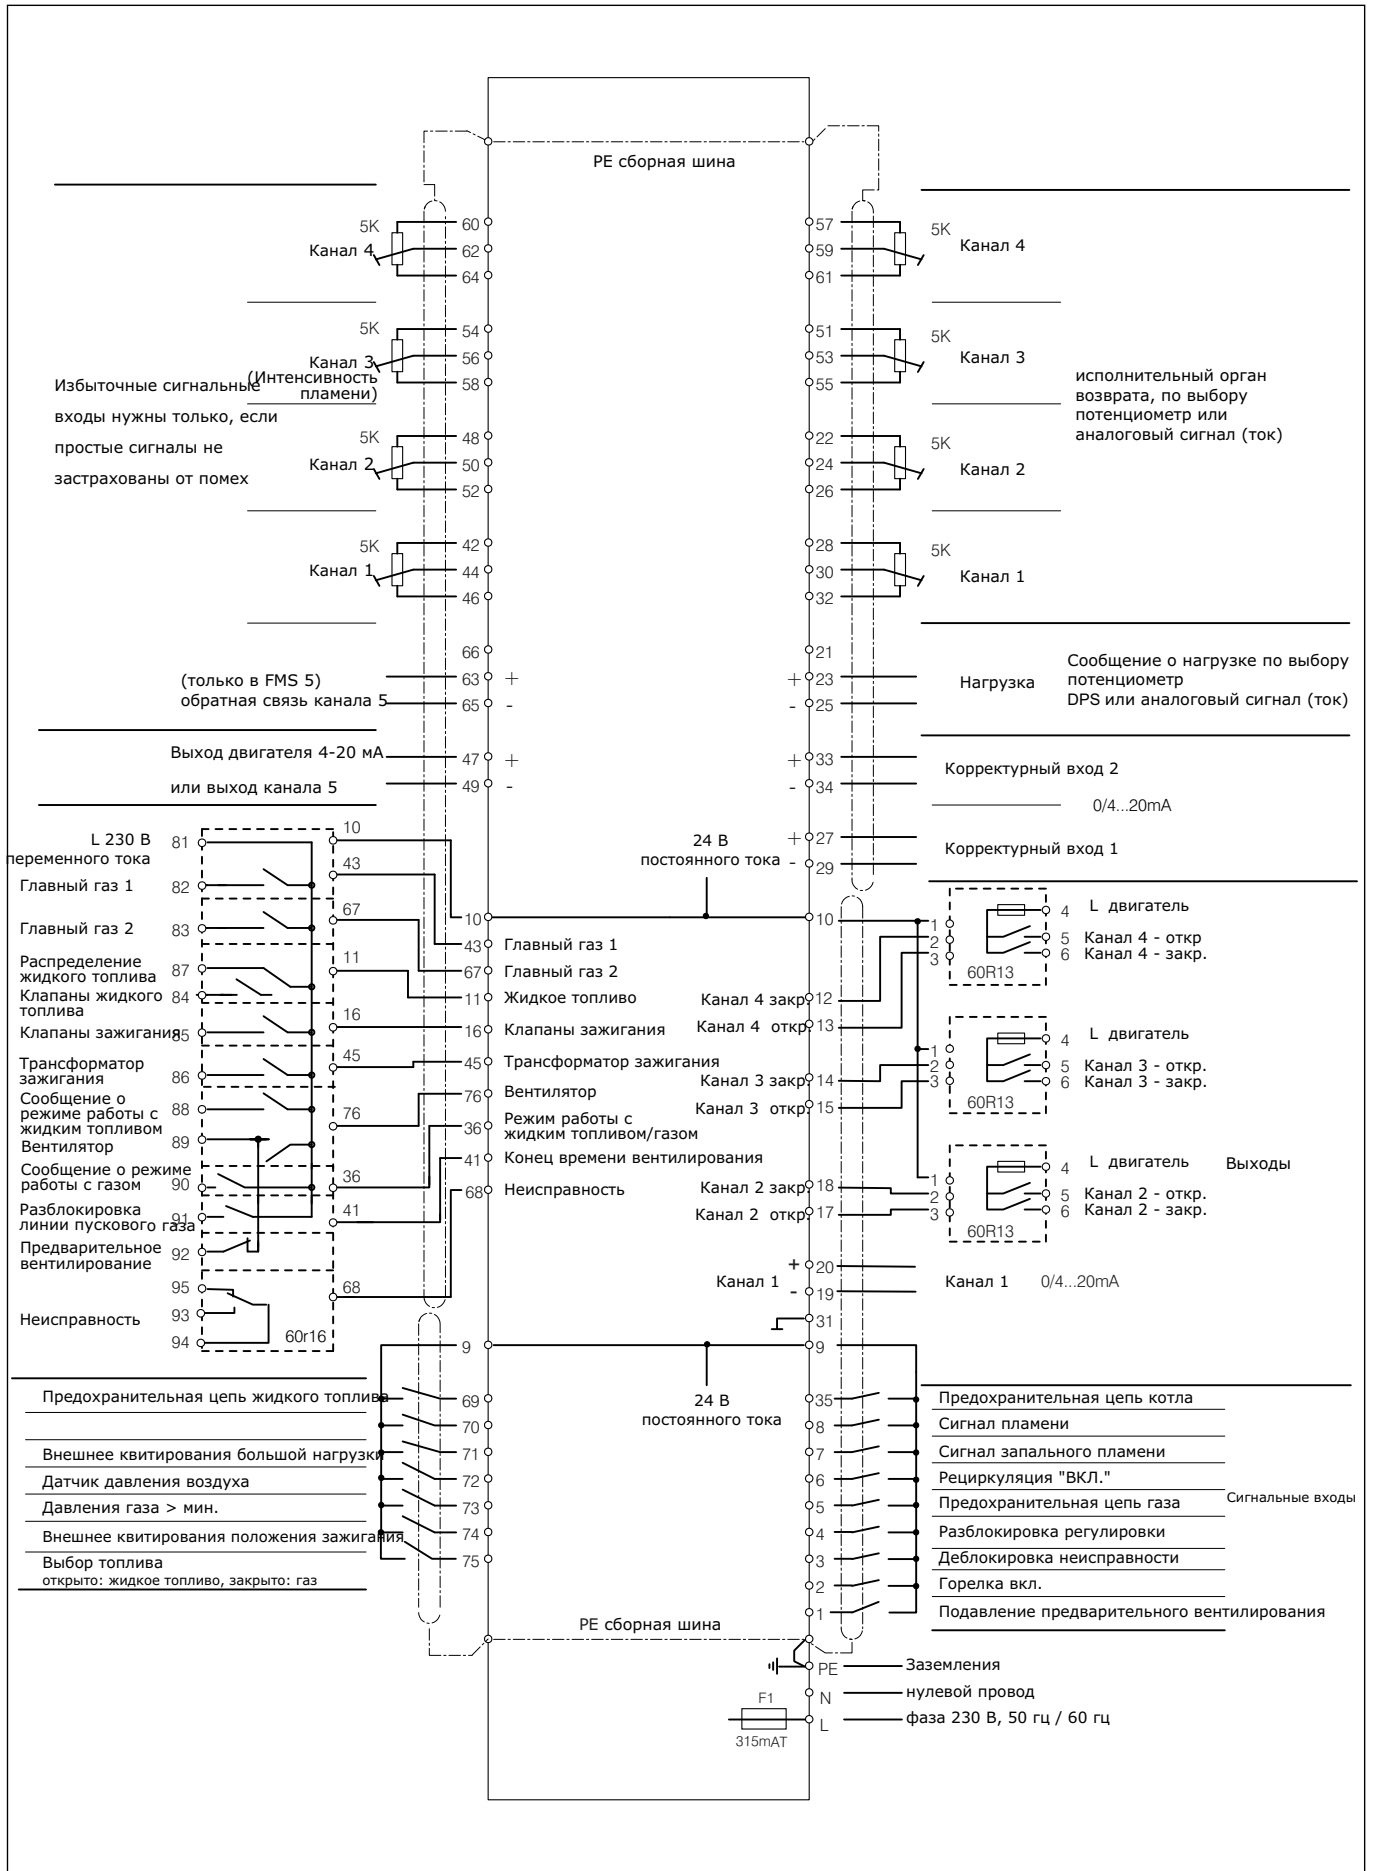 PE сборная шина
5K
Канал 4
60
62
64
5K
Канал 3
(Интенсивность
пламени)
54
56
58
Избыточные сигнальные
входы нужны только, если
простые сигналы не
застрахованы от помех
5K
Канал 2
48
50
52
5K
Канал 1
42
44
46
66
(только в FMS 5)
обратная связь канала 5
63 +
65 -
Выход двигателя 4-20 мА
47 +
или выход канала 5
49 -
57
59
61
5K
Канал 4
51
53
55
5K
Канал 3
исполнительный орган
возврата, по выбору
потенциометр или
аналоговый сигнал (ток)
22
24
26
5K
Канал 2
28
30
32
5K
Канал 1
21
+ 23
- 25
Нагрузка
Сообщение о нагрузке по выбору
потенциометр
DPS или аналоговый сигнал (ток)
+ 33
- 34
Корректурный вход 2
0/4...20mA
+ 27
- 29
Корректурный вход 1
24 В
постоянного тока
L 230 В
переменного тока
81
Главный газ 1
82
Главный газ 2
83
Распределение
жидкого топлива
87
Клапаны жидкого
топлива
84
Клапаны зажигания
85
Трансформатор
зажигания
86
Сообщение о
режиме работы с
жидким топливом
88
Вентилятор
89
Сообщение о режиме
работы с газом
90
Разблокировка
линии пускового газа
91
Предварительное
вентилирование
92
95
93
Неисправность
94
60r16
10
43
67
11
16
45
76
36
41
68
10
43 Главный газ 1
67 Главный газ 2
11 Жидкое топливо
16 Клапаны зажигания
45 Трансформатор зажигания
76 Вентилятор
36 Режим работы с
жидким топливом/газом
41 Конец времени вентилирования
68 Неисправность
10
Канал 4 закр. 12
Канал 4 откр. 13
Канал 3 закр. 14
Канал 3 откр. 15
Канал 2 закр. 18
Канал 2 откр. 17
1
2
3
60R13
4 L двигатель
5 Канал 4 - откр
6 Канал 4 - закр.
1
2
3
60R13
4 L двигатель
5 Канал 3 - откр.
6 Канал 3 - закр.
1
2
3
60R13
4 L двигатель
5 Канал 2 - откр.
6 Канал 2 - закр.
Выходы
Канал 1
+ 20
- 19
Канал 1 0/4...20mA
31
9
9
24 В
постоянного тока
Предохранительная цепь жидкого топлива
69
70
Внешнее квитирования большой нагрузки
71
Датчик давления воздуха
72
Давления газа > мин.
73
Внешнее квитирования положения зажигания
74
Выбор топлива
открыто: жидкое топливо, закрыто: газ
75
35 Предохранительная цепь котла
8 Сигнал пламени
7 Сигнал запального пламени
6 Рециркуляция "ВКЛ."
5 Предохранительная цепь газа
Сигнальные входы
4 Разблокировка регулировки
3 Деблокировка неисправности
2 Горелка вкл.
1 Подавление предварительного вентилирования
PE сборная шина
PE Заземления
N нулевой провод
F1
L фаза 230 В, 50 гц / 60 гц
315mAT